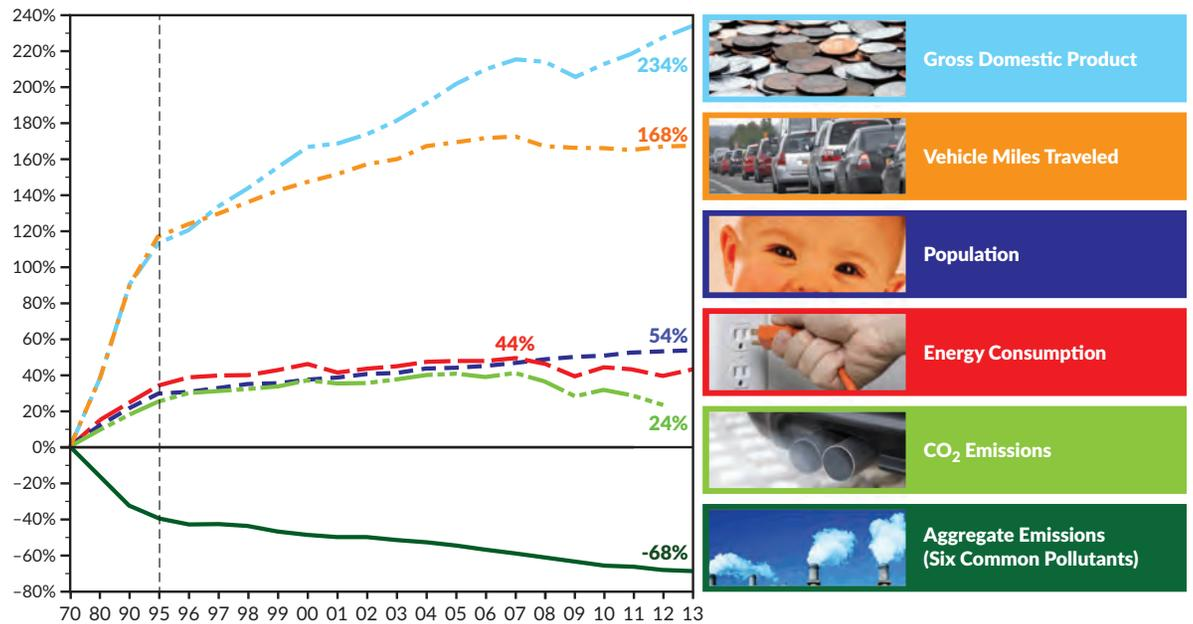 240%
220%
200%
180%
160%
140%
120%
100%
80%
60%
40%
20%
0%
–20%
–40%
–60%
–80%
70 80 90 95 96 97 98 99 00 01 02 03 04 05 06 07 08 09 10 11 12 13
234%
168%
44%
54%
24%
-68%
Gross Domestic Product
Vehicle Miles Traveled
Population
Energy Consumption
CO₂ Emissions
Aggregate Emissions
(Six Common Pollutants)